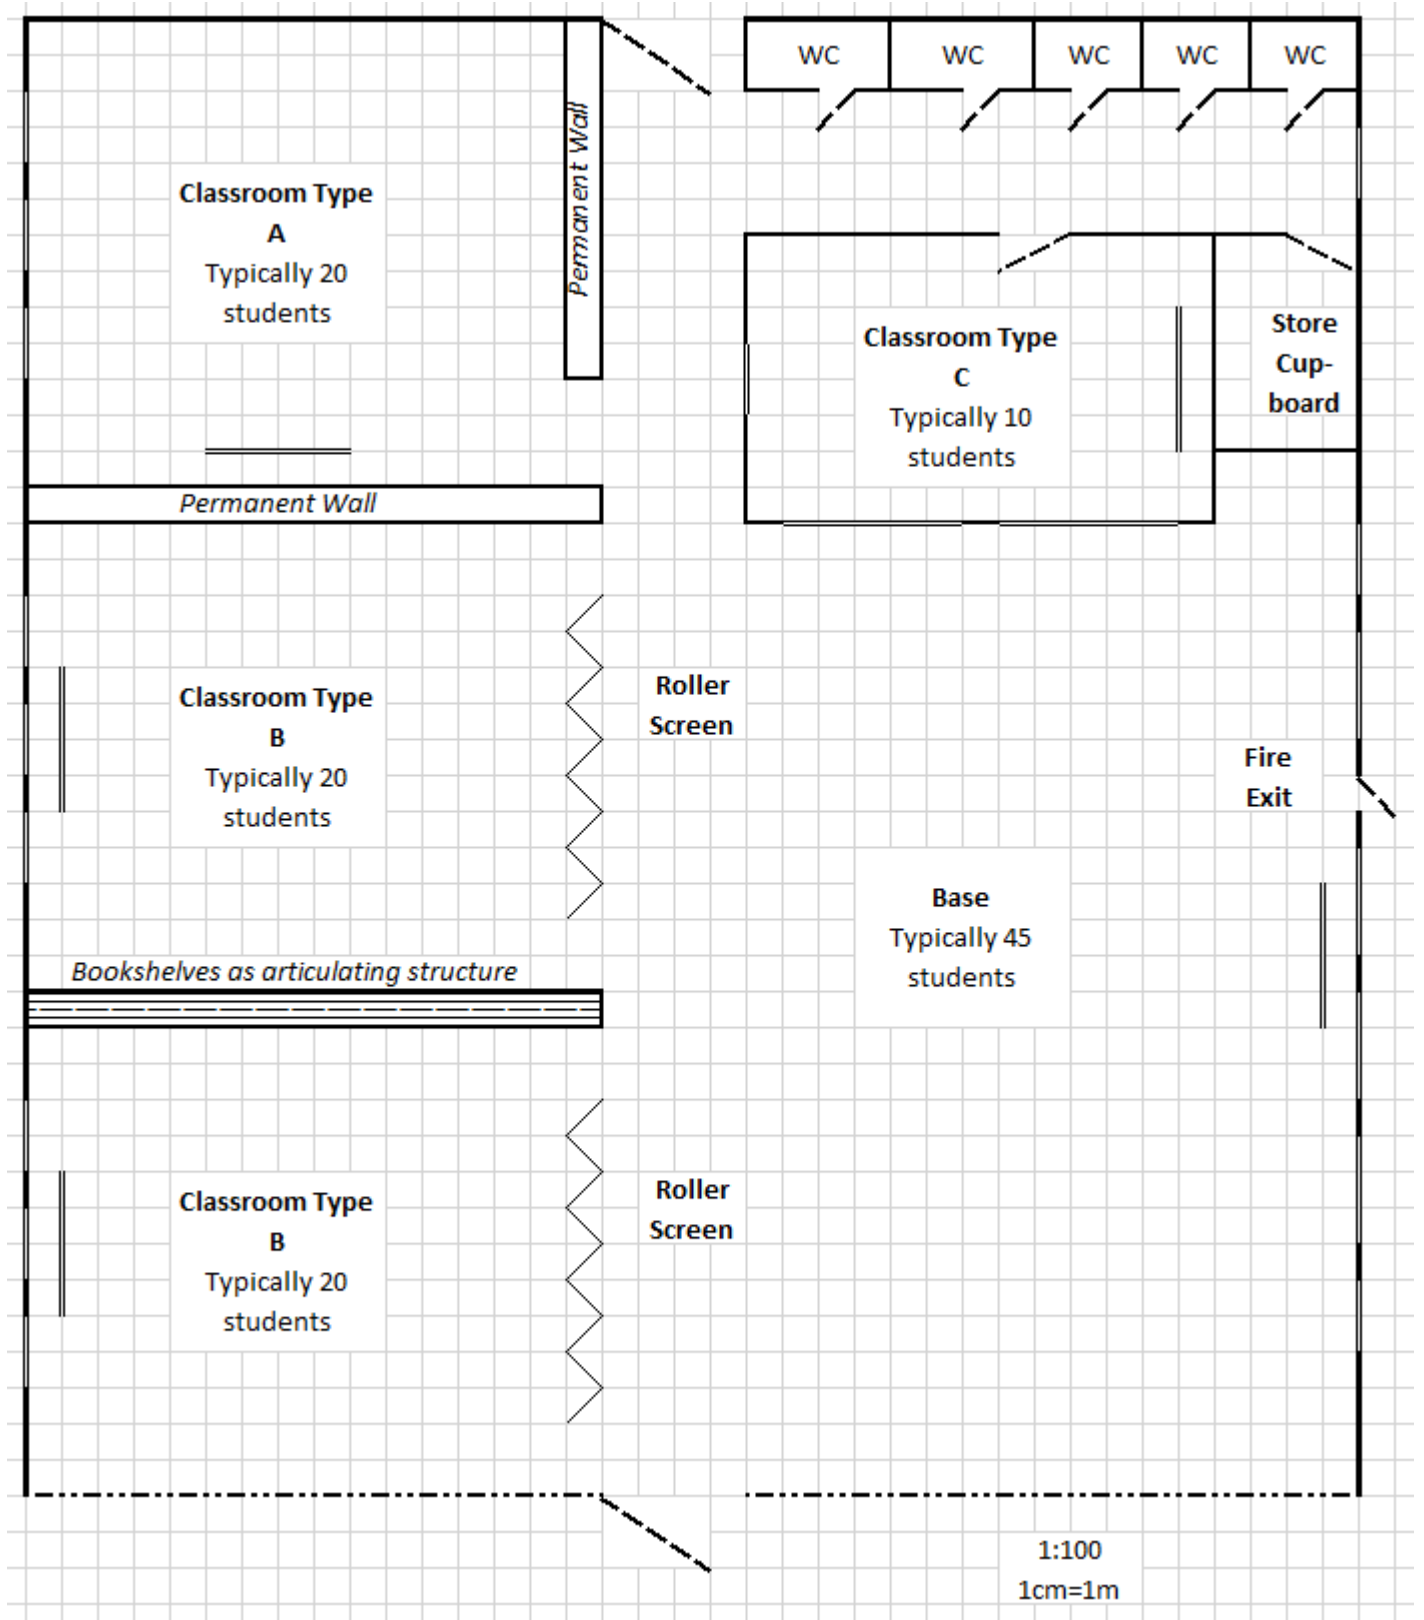 WC
WC
WC
WC
WC
Permanent Wall
Classroom Type
A
Typically 20
students
Classroom Type
C
Typically 10
students
Store
Cup-
board
Permanent Wall
Classroom Type
B
Typically 20
students
Roller
Screen
Fire
Exit
Base
Typically 45
students
Bookshelves as articulating structure
Classroom Type
B
Typically 20
students
Roller
Screen
1:100
1cm=1m